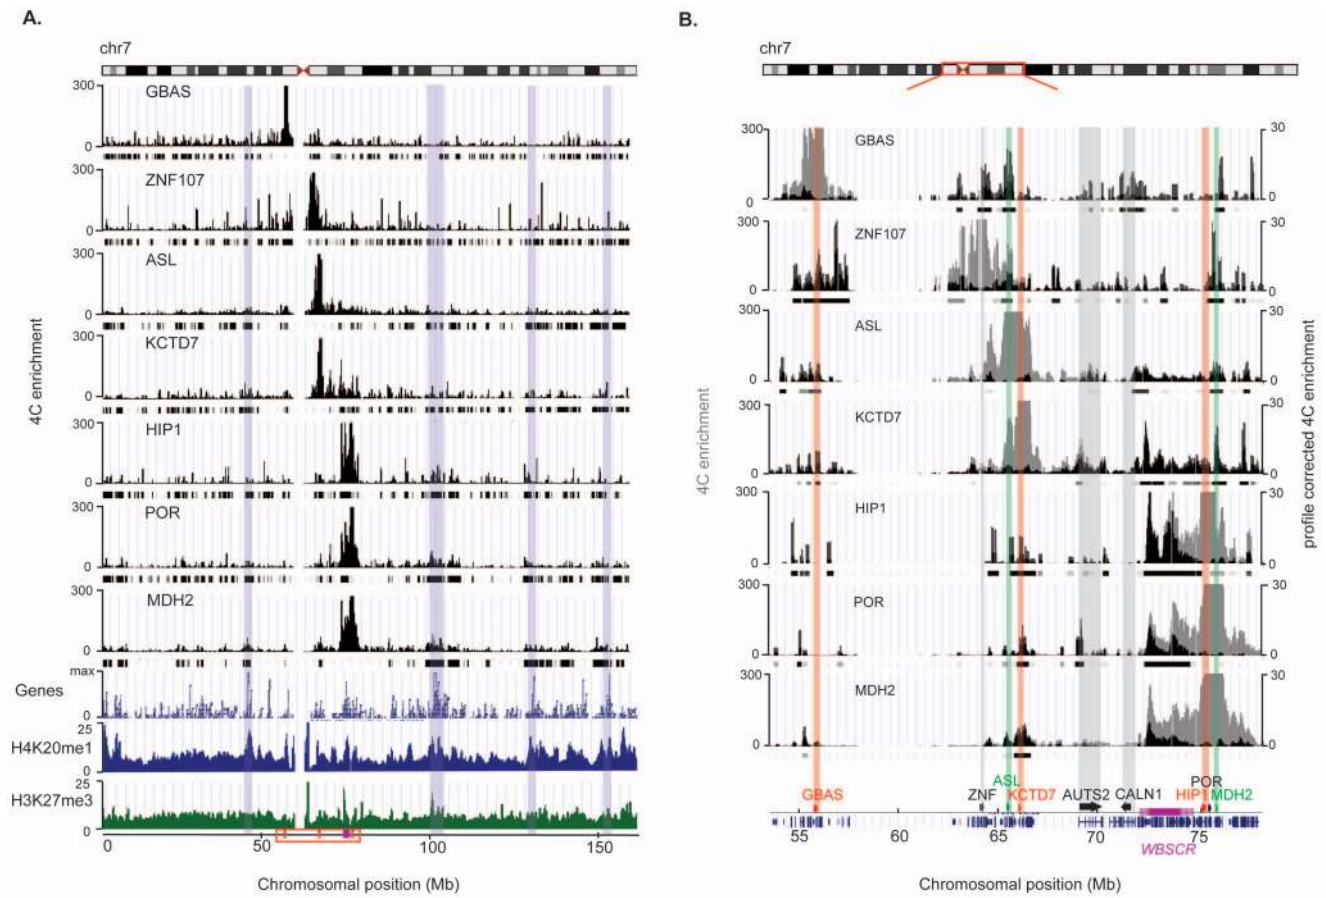 A.
chr7
4C enrichment
300
0
GBAS
300
0
ZNF107
300
0
ASL
300
0
KCTD7
300
0
HIP1
300
0
POR
300
0
MDH2
Genes
max
0
H4K20me1
25
0
H3K27me3
25
0
0 50 100 150
Chromosomal position (Mb)
B.
chr7
4C enrichment
profile corrected 4C enrichment
300
0
GBAS
30
0
300
0
ZNF107
30
0
300
0
ASL
30
0
300
0
KCTD7
30
0
300
0
HIP1
30
0
300
0
POR
30
0
300
0
MDH2
30
0
ASL POR
GBAS ZNF KCTD7 AUTS2 CALN1 HIP1 MDH2
55 60 65 70 75
WBSCR
Chromosomal position (Mb)